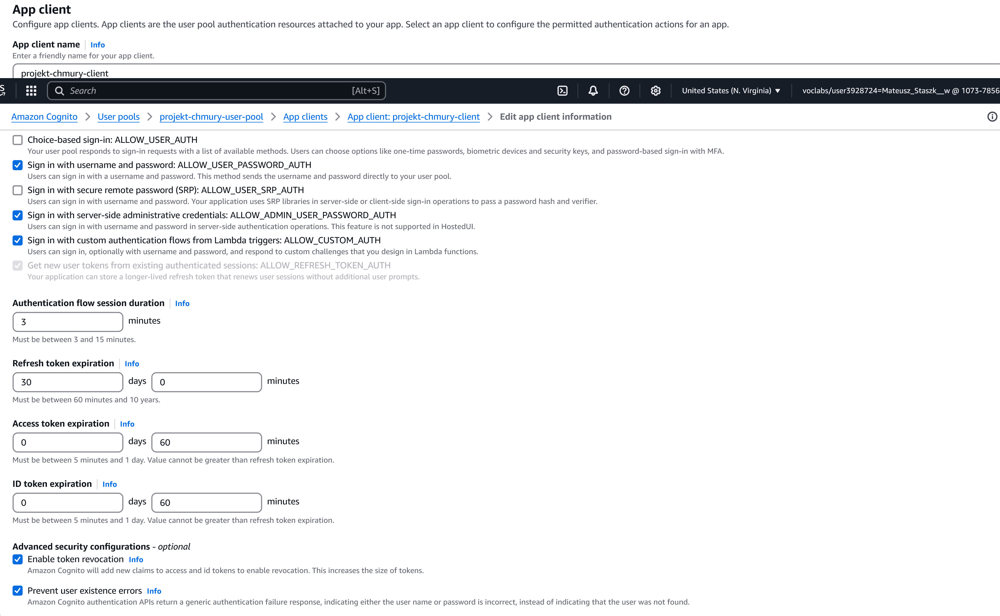 App client
Configure app clients. App clients are the user pool authentication resources attached to your app. Select an app client to configure the permitted authentication actions for an app.
App client name Info
Enter a friendly name for your app client.
projekt-chmury-client
Search [Alt+S] United States (N. Virginia) ▼ voclabs/user3928724=Mateusz_Staszk__w @ 1073-7856
Amazon Cognito > User pools > projekt-chmury-user-pool > App clients > App client: projekt-chmury-client > Edit app client information
Choice-based sign-in: ALLOW_USER_AUTH
Your user pool responds to sign-in requests with a list of available methods. Users can choose options like one-time passwords, biometric devices and security keys, and password-based sign-in with MFA.
Sign in with username and password: ALLOW_USER_PASSWORD_AUTH
Users can sign in with a username and password. This method sends the username and password directly to your user pool.
Sign in with secure remote password (SRP): ALLOW_USER_SRP_AUTH
Users can sign in with username and password. Your application uses SRP libraries in server-side or client-side sign-in operations to pass a password hash and verifier.
Sign in with server-side administrative credentials: ALLOW_ADMIN_USER_PASSWORD_AUTH
Users can sign in with username and password in server-side authentication operations. This feature is not supported in HostedUI.
Sign in with custom authentication flows from Lambda triggers: ALLOW_CUSTOM_AUTH
Users can sign in, optionally with username and password, and respond to custom challenges that you design in Lambda functions.
Get new user tokens from existing authenticated sessions: ALLOW_REFRESH_TOKEN_AUTH
Your application can store a longer-lived refresh token that renews user sessions without additional user prompts.
Authentication flow session duration Info
3 minutes
Must be between 3 and 15 minutes.
Refresh token expiration Info
30 days 0 minutes
Must be between 60 minutes and 10 years.
Access token expiration Info
0 days 60 minutes
Must be between 5 minutes and 1 day. Value cannot be greater than refresh token expiration.
ID token expiration Info
0 days 60 minutes
Must be between 5 minutes and 1 day. Value cannot be greater than refresh token expiration.
Advanced security configurations - optional
Enable token revocation Info
Amazon Cognito will add new claims to access and id tokens to enable revocation. This increases the size of tokens.
Prevent user existence errors Info
Amazon Cognito authentication APIs return a generic authentication failure response, indicating either the user name or password is incorrect, instead of indicating that the user was not found.